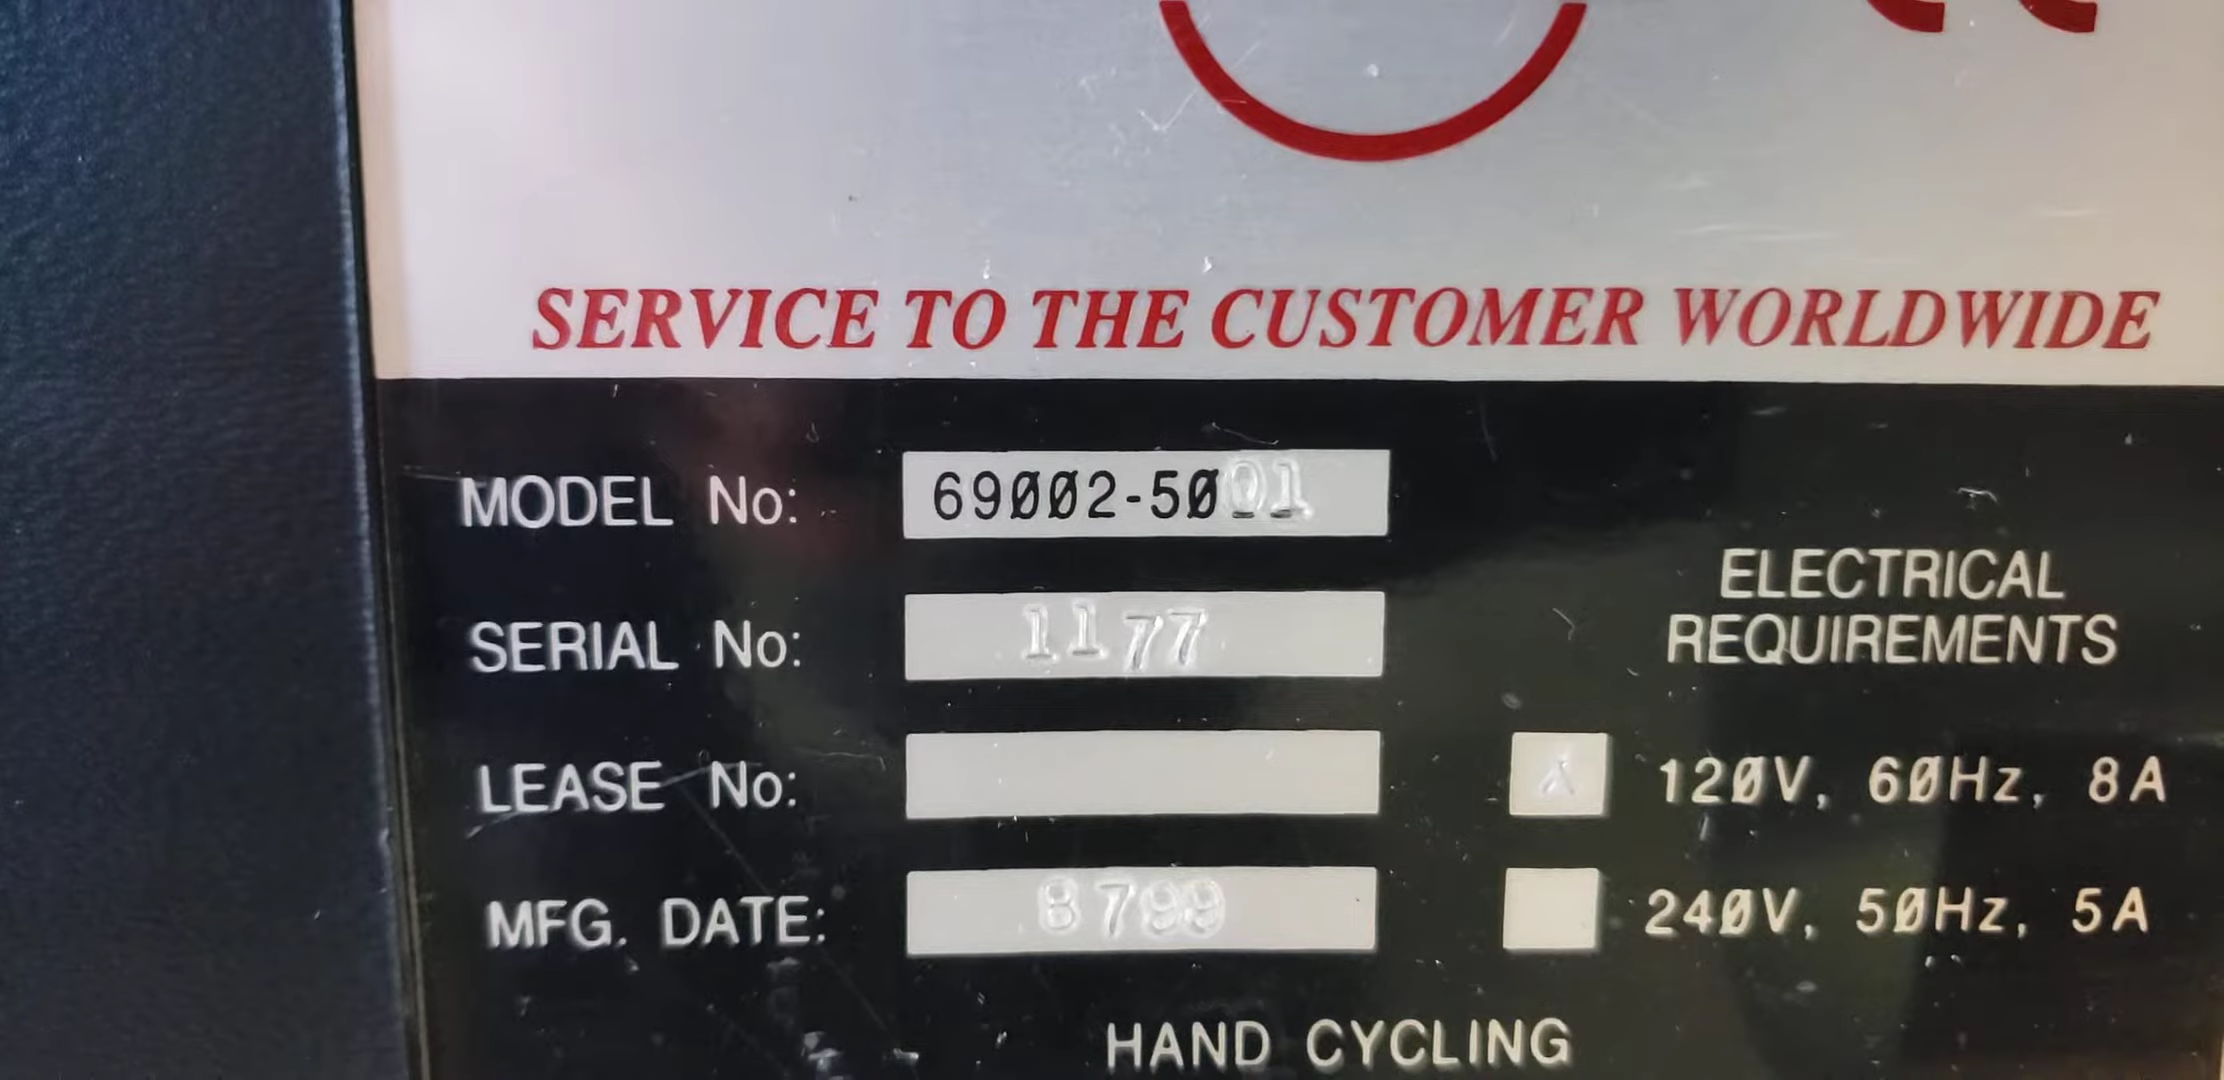 SERVICE TO THE CUSTOMER WORLDWIDE
MODEL No: 69002-5001
SERIAL No: 1177
LEASE No:
MFG. DATE: 8799
ELECTRICAL
REQUIREMENTS
X 120V, 60Hz, 8A
240V, 50Hz, 5A
HAND CYCLING